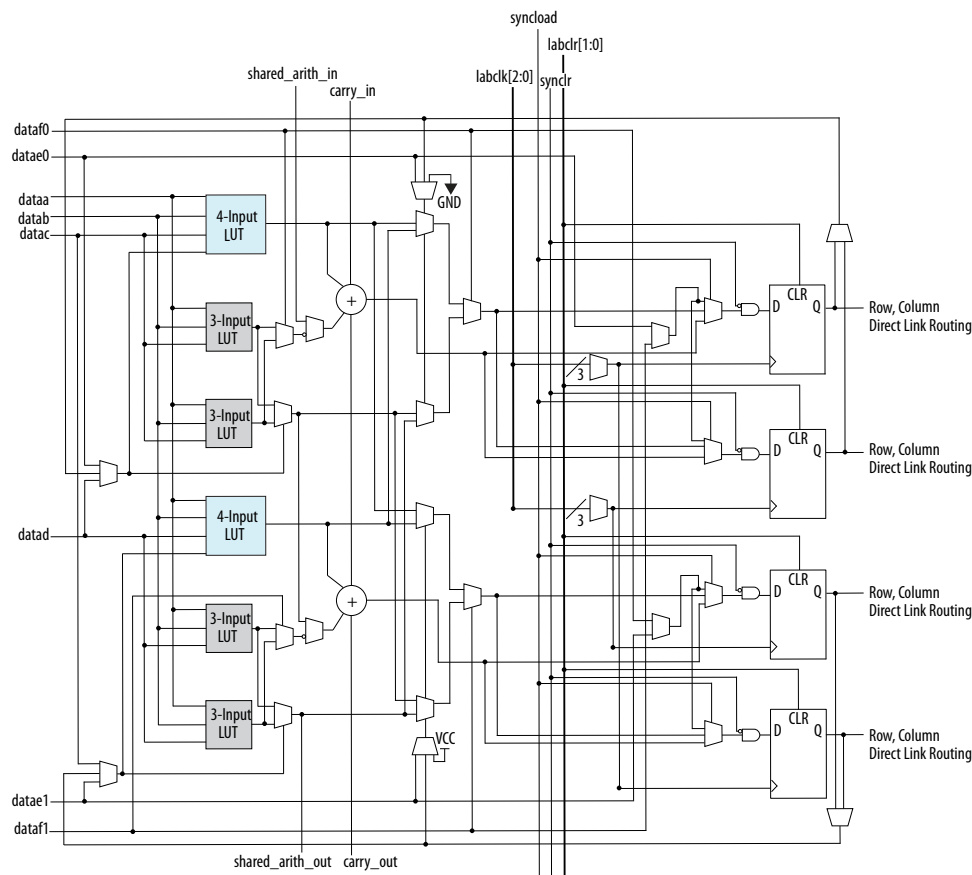 syncload
labclr[1:0]
shared_arith_in
labclk[2:0]
synclr
carry_in
dataf0
datae0
dataa
datab
datac
GND
4-Input
LUT
CLR
D
Q
+
3-Input
LUT
Row, Column
Direct Link Routing
3
3-Input
LUT
CLR
D
Q
Row, Column
Direct Link Routing
4-Input
LUT
3
datad
CLR
D
Q
+
Row, Column
Direct Link Routing
3-Input
LUT
3-Input
LUT
CLR
D
Q
VCC
Row, Column
Direct Link Routing
datae1
dataf1
shared_arith_out
carry_out